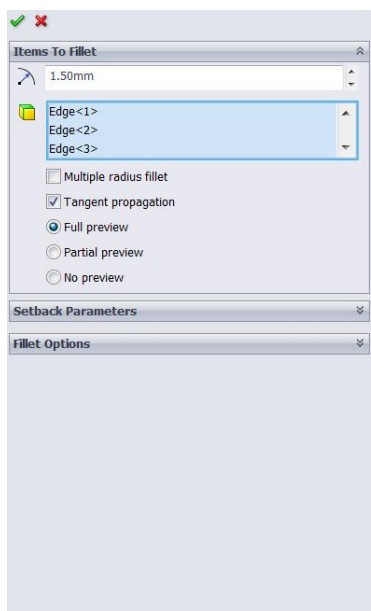 Items To Fillet
1.50mm
Edge<1>
Edge<2>
Edge<3>
Multiple radius fillet
Tangent propagation
Full preview
Partial preview
No preview
Setback Parameters
Fillet Options